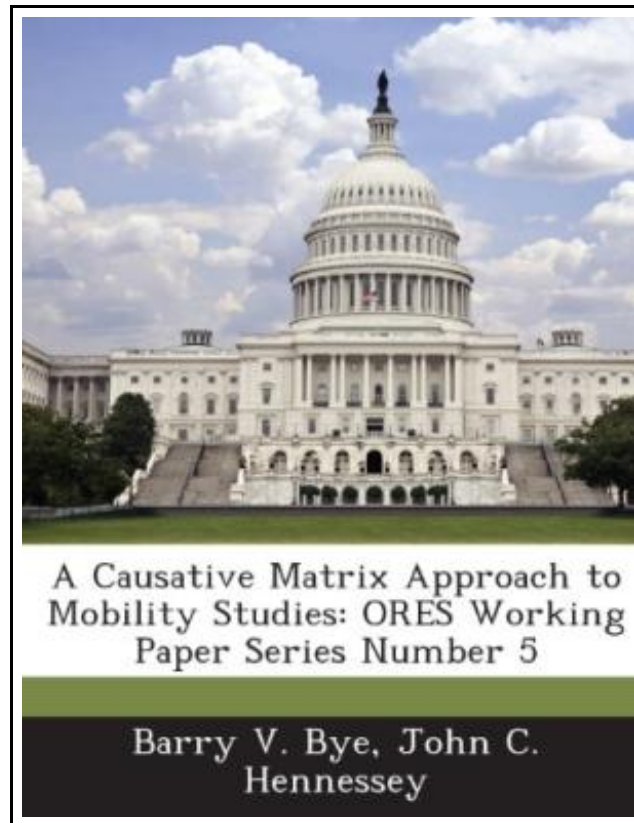 A Causative Matrix Approach to
Mobility Studies: ORES Working
Paper Series Number 5
Barry V. Bye, John C.
Hennessey